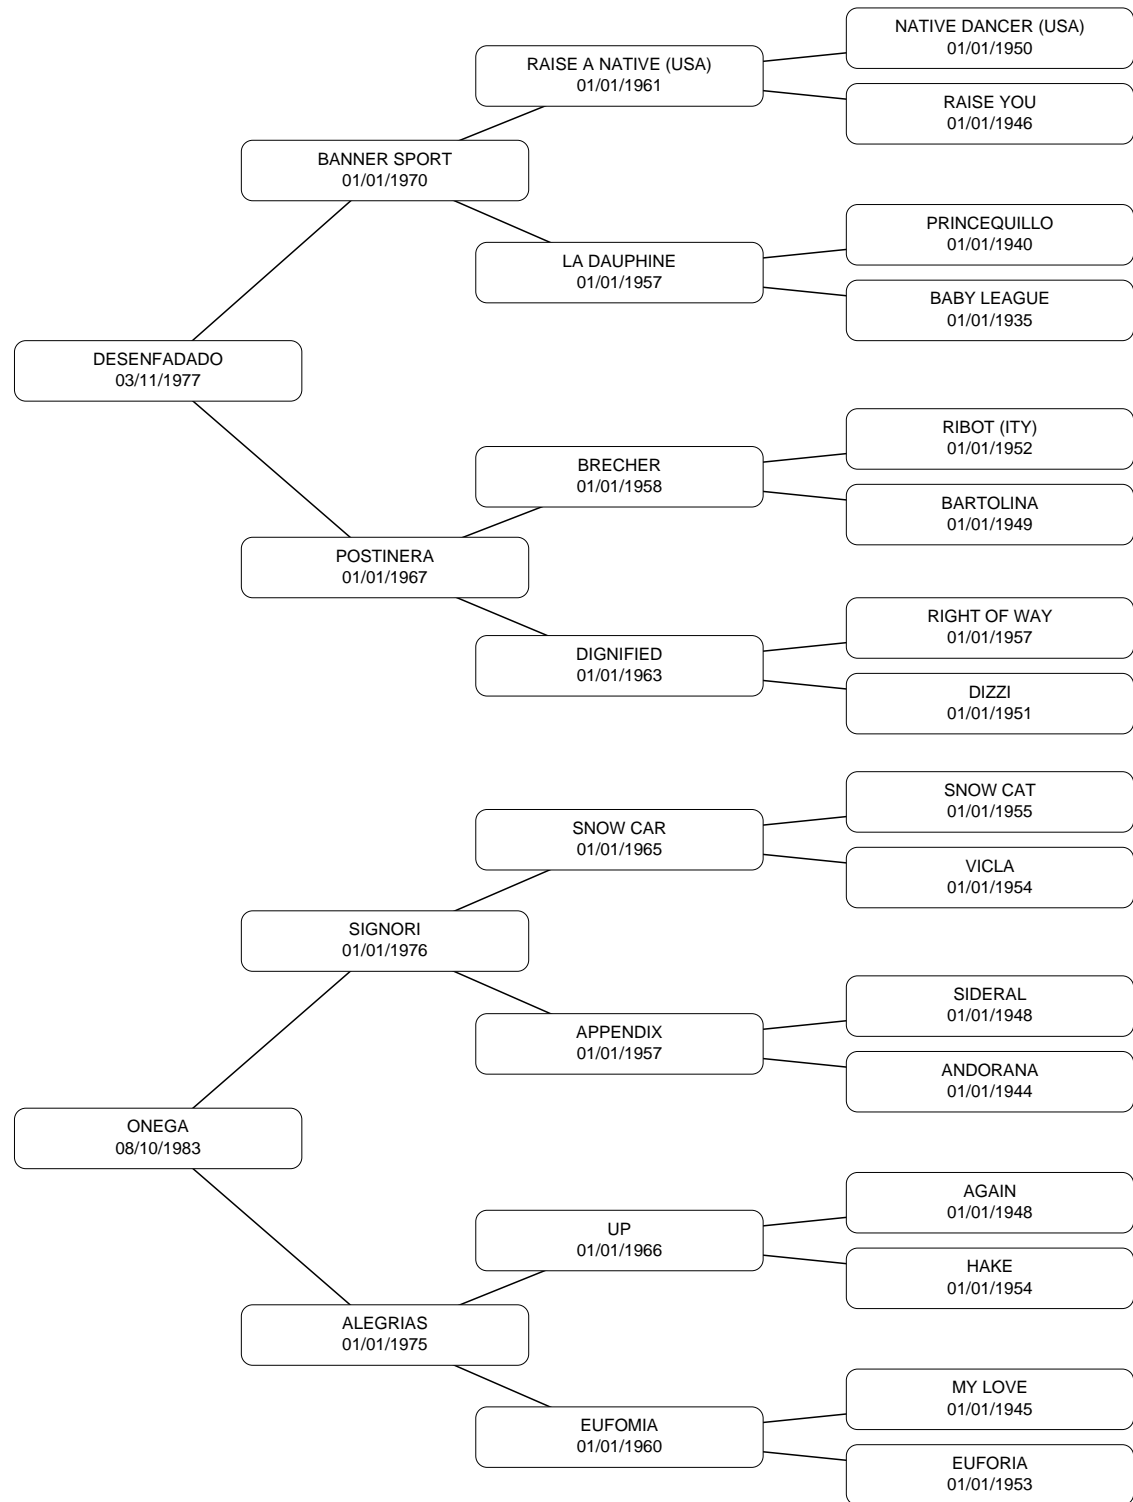 NATIVE DANCER (USA)
01/01/1950
RAISE A NATIVE (USA)
01/01/1961
RAISE YOU
01/01/1946
BANNER SPORT
01/01/1970
PRINCEQUILLO
01/01/1940
LA DAUPHINE
01/01/1957
BABY LEAGUE
01/01/1935
DESENFADADO
03/11/1977
RIBOT (ITY)
01/01/1952
BRECHER
01/01/1958
BARTOLINA
01/01/1949
POSTINERA
01/01/1967
RIGHT OF WAY
01/01/1957
DIGNIFIED
01/01/1963
DIZZI
01/01/1951
SNOW CAT
01/01/1955
SNOW CAR
01/01/1965
VICLA
01/01/1954
SIGNORI
01/01/1976
SIDERAL
01/01/1948
APPENDIX
01/01/1957
ANDORANA
01/01/1944
ONEGA
08/10/1983
AGAIN
01/01/1948
UP
01/01/1966
HAKE
01/01/1954
ALEGRIAS
01/01/1975
MY LOVE
01/01/1945
EUFOMIA
01/01/1960
EUFORIA
01/01/1953